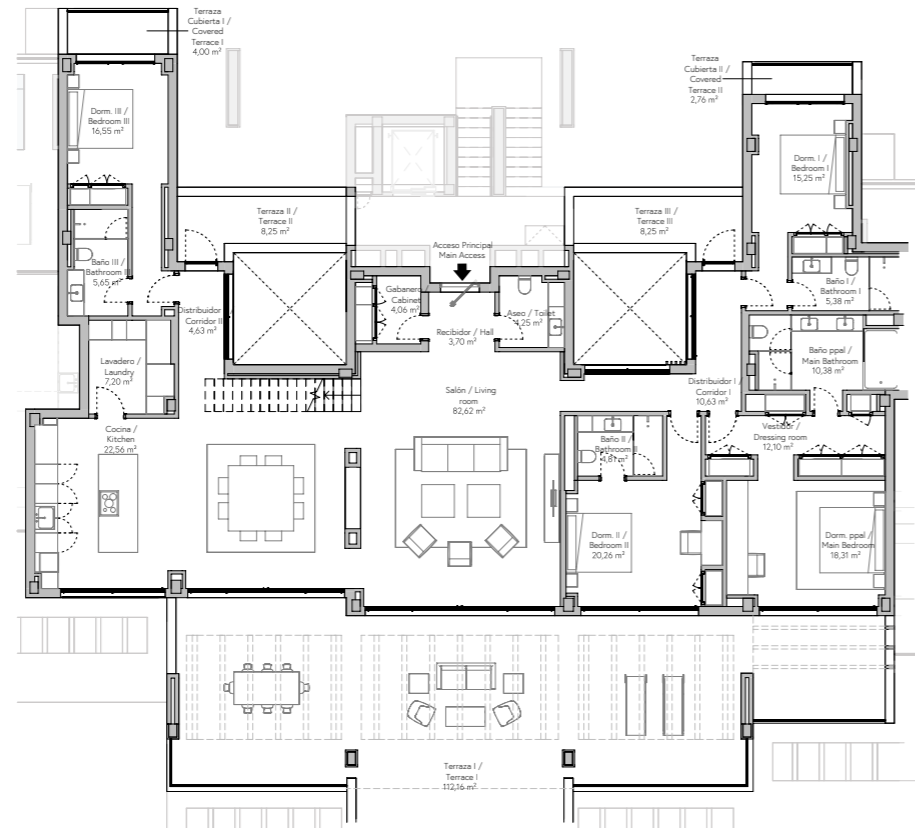 Terraza
Cubierta I /
Covered
Terrace I
4,00 m²
Terraza
Cubierta II /
Covered
Terrace II
2,76 m²
Dorm. III /
Bedroom III
16,55 m²
Dorm. I /
Bedroom I
15,25 m²
Terraza II /
Terrace II
8,25 m²
Terraza III /
Terrace III
8,25 m²
Acceso Principal
Main Access
Baño III /
Bathroom III
5,65 m²
Baño I /
Bathroom I
5,38 m²
Gabanero /
Cabinet
4,06 m²
Aseo / Toilet
4,25 m²
Distribuidor II /
Corridor II
4,63 m²
Recibidor / Hall
3,70 m²
Lavadero /
Laundry
7,20 m²
Baño ppal /
Main Bathroom
10,38 m²
Distribuidor I /
Corridor I
10,63 m²
Salón / Living
room
82,62 m²
Cocina /
Kitchen
22,56 m²
Baño II /
Bathroom II
4,81 m²
Vestidor /
Dressing room
12,10 m²
Dorm. II /
Bedroom II
20,26 m²
Dorm. ppal /
Main Bedroom
18,31 m²
Terraza I /
Terrace I
112,16 m²